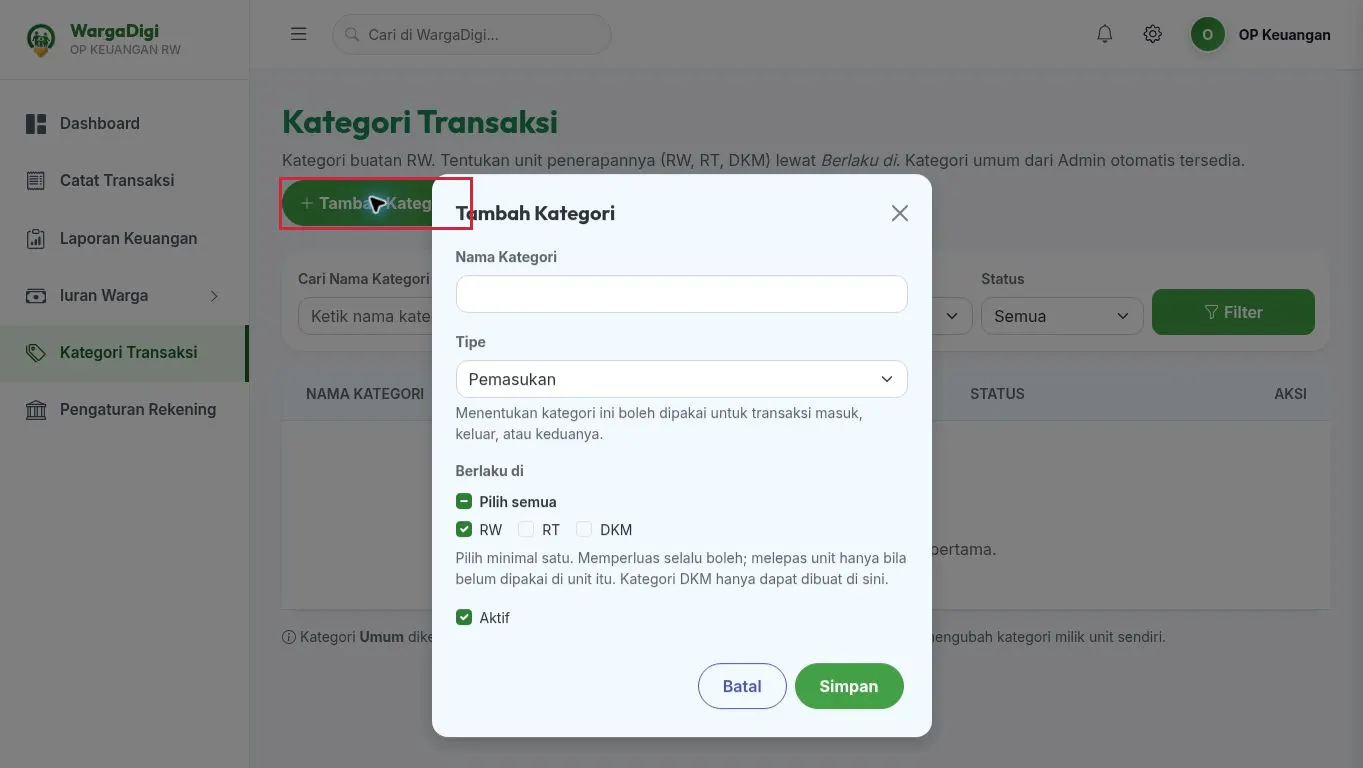 WargaDigi
OP KEUANGAN RW
Cari di WargaDigi...
O
OP Keuangan
Dashboard
Catat Transaksi
Laporan Keuangan
Iuran Warga
Kategori Transaksi
Pengaturan Rekening
Kategori Transaksi
Kategori buatan RW. Tentukan unit penerapannya (RW, RT, DKM) lewat Berlaku di. Kategori umum dari Admin otomatis tersedia.
+ Tambah Kateg
Cari Nama Kategori
Ketik nama kate
Status
Semua
Filter
NAMA KATEGORI
STATUS
AKSI
pertama.
Kategori Umum dike
mengubah kategori milik unit sendiri.
Tambah Kategori
Nama Kategori
Tipe
Pemasukan
Menentukan kategori ini boleh dipakai untuk transaksi masuk,
keluar, atau keduanya.
Berlaku di
Pilih semua
RW RT DKM
Pilih minimal satu. Memperluas selalu boleh; melepas unit hanya bila
belum dipakai di unit itu. Kategori DKM hanya dapat dibuat di sini.
Aktif
Batal
Simpan